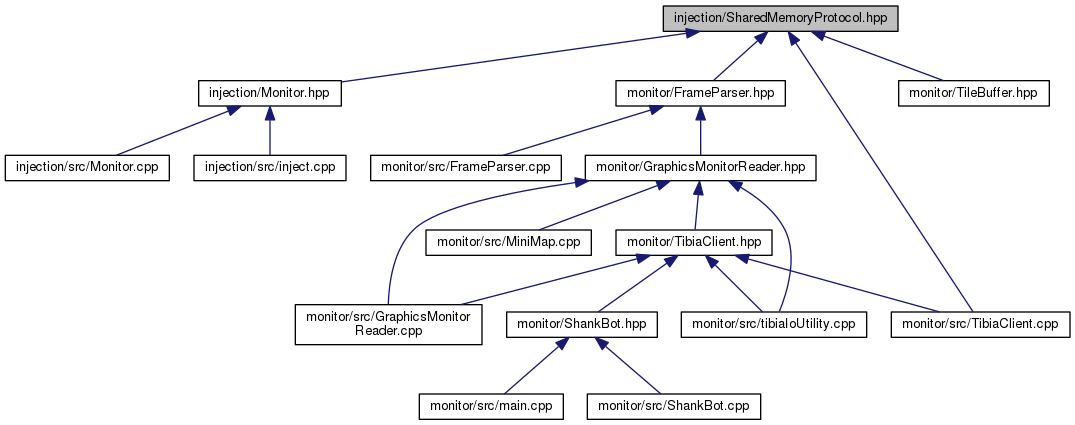 injection/SharedMemoryProtocol.hpp
injection/Monitor.hpp
monitor/FrameParser.hpp
monitor/TileBuffer.hpp
injection/src/Monitor.cpp
injection/src/inject.cpp
monitor/src/FrameParser.cpp
monitor/GraphicsMonitorReader.hpp
monitor/src/MiniMap.cpp
monitor/TibiaClient.hpp
monitor/src/GraphicsMonitor
Reader.cpp
monitor/ShankBot.hpp
monitor/src/tibiaIoUtility.cpp
monitor/src/TibiaClient.cpp
monitor/src/main.cpp
monitor/src/ShankBot.cpp